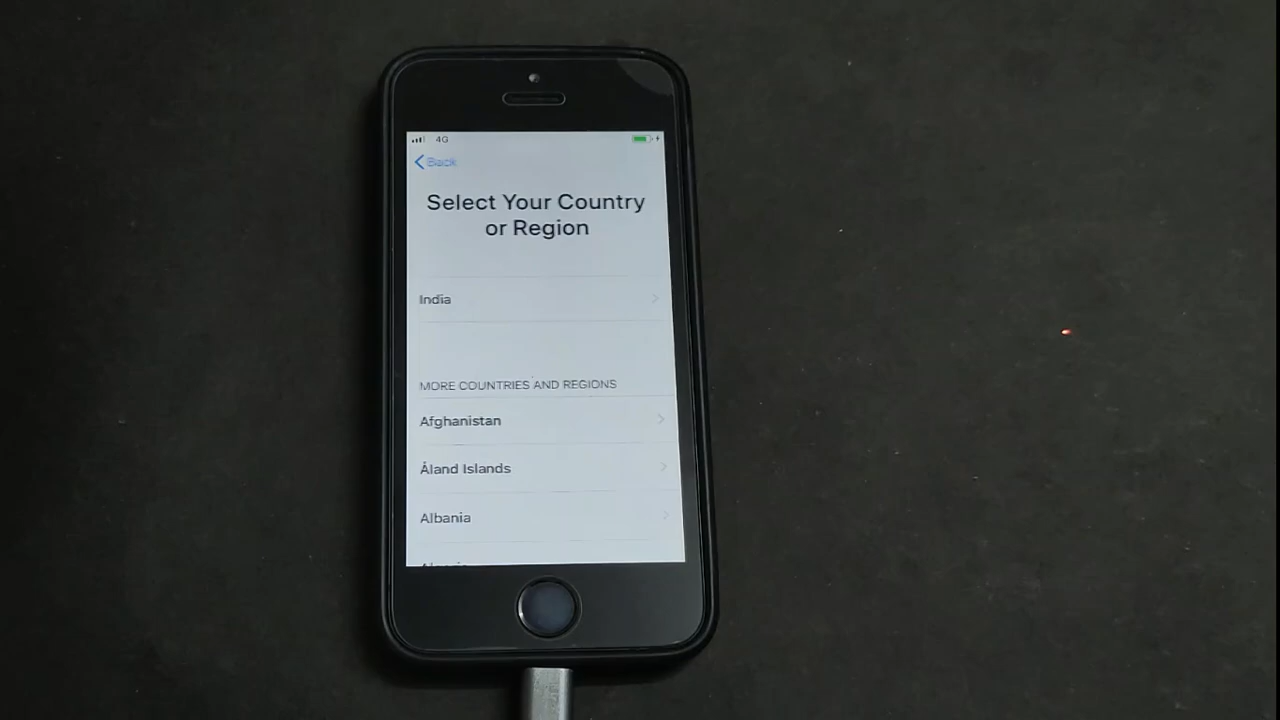 4G
Back
Select Your Country
or Region
India
MORE COUNTRIES AND REGIONS
Afghanistan
Åland Islands
Albania